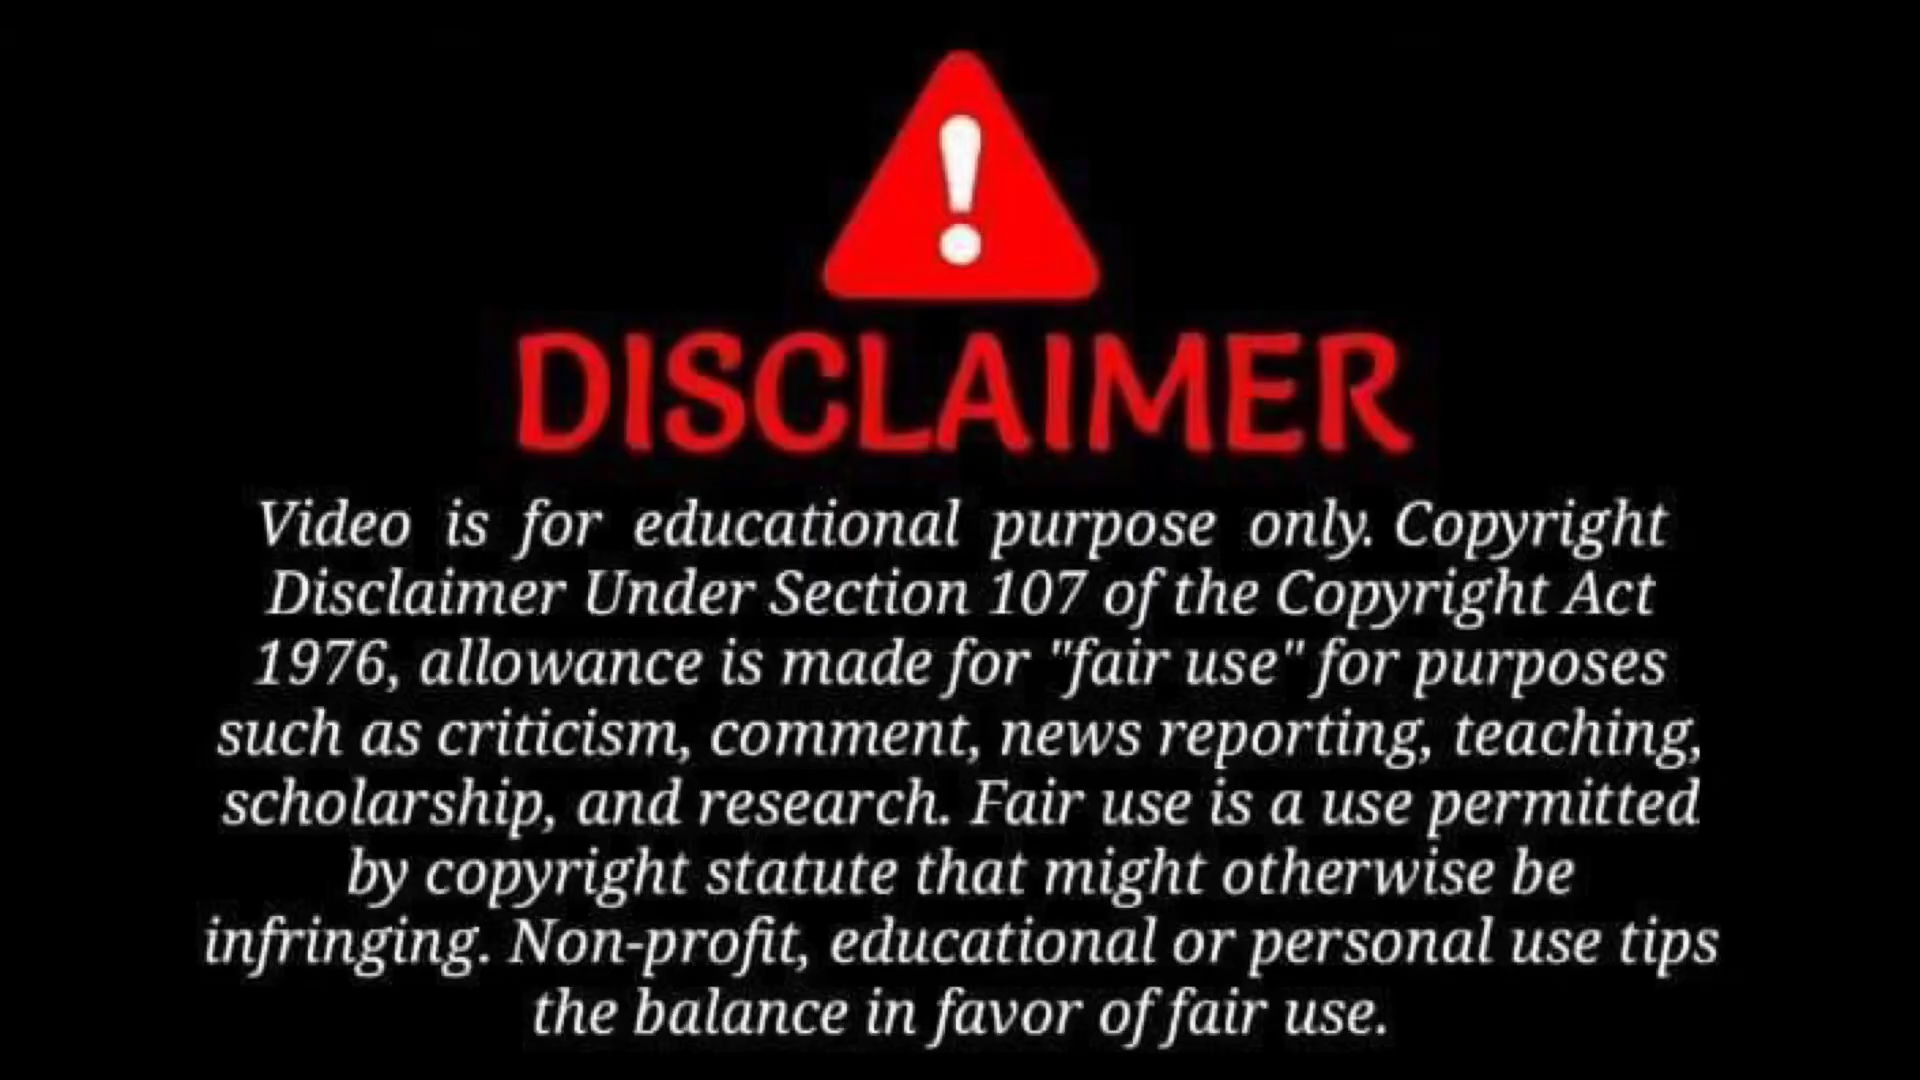 DISCLAIMER
Video is for educational purpose only. Copyright
Disclaimer Under Section 107 of the Copyright Act
1976, allowance is made for "fair use" for purposes
such as criticism, comment, news reporting, teaching,
scholarship, and research. Fair use is a use permitted
by copyright statute that might otherwise be
infringing. Non-profit, educational or personal use tips
the balance in favor of fair use.